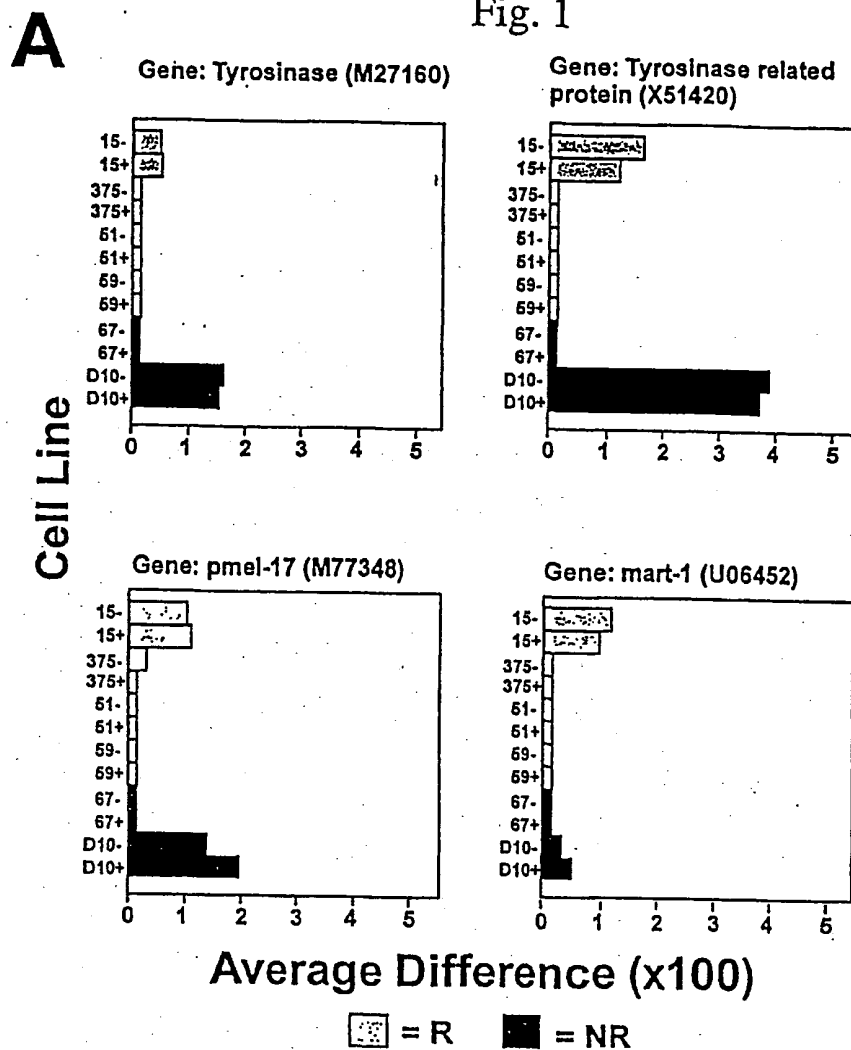 Fig. 1
A
Gene: Tyrosinase (M27160)
15-
15+
375-
375+
51-
51+
59-
59+
67-
67+
D10-
D10+
0 1 2 3 4 5
Gene: Tyrosinase related
protein (X51420)
15-
15+
375-
375+
51-
51+
59-
59+
67-
67+
D10-
D10+
0 1 2 3 4 5
Cell Line
Gene: pmel-17 (M77348)
15-
15+
375-
375+
51-
51+
59-
59+
67-
67+
D10-
D10+
0 1 2 3 4 5
Gene: mart-1 (U06452)
15-
15+
375-
375+
51-
51+
59-
59+
67-
67+
D10-
D10+
0 1 2 3 4 5
Average Difference (x100)
= R = NR